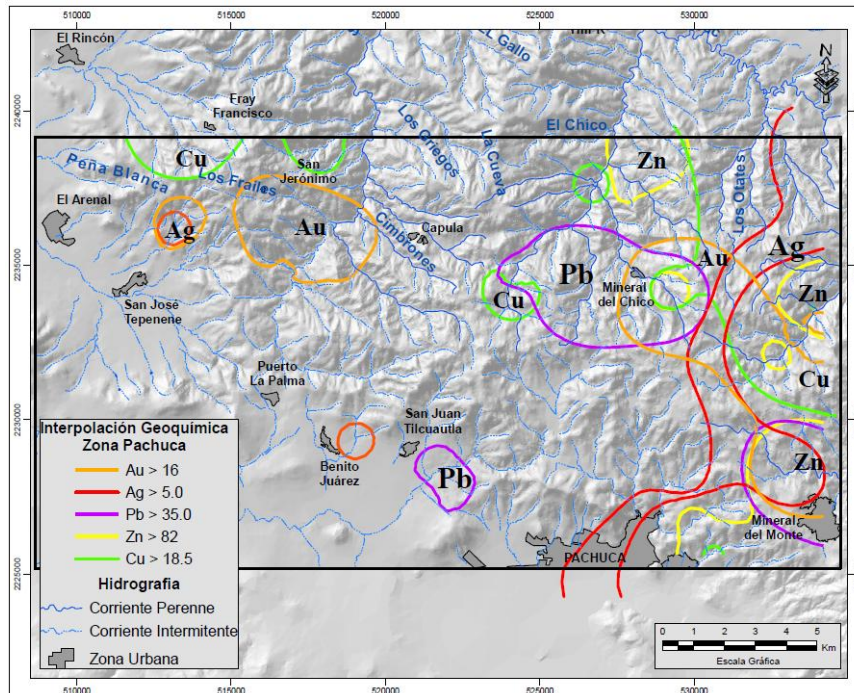 510000 515000 520000 525000 530000
El Rincón
El Gallo
N
2240000
2240000
Fray
Francisco
Los Griegos
La Cueva
El Chico
Cu
Zn
Peña Blanca
Los Frailes
San
Jerónimo
Los Otates
El Arenal
Ag
Au
Cimbrones
Capula
Au
Ag
2235000
2235000
Pb
Mineral
del Chico
Zn
San José
Tepenene
Cu
Puerto
La Palma
Cu
2230000
2230000
Interpolación Geoquímica
Zona Pachuca
Au > 16
Ag > 5.0
Pb > 35.0
Zn > 82
Cu > 18.5
Hidrografia
Corriente Perenne
Corriente Intermitente
Zona Urbana
San Juan
Tilcuautla
Benito
Juárez
Pb
Zn
Mineral
del Monte
PACHUCA
2225000
2225000
0 1 2 3 4 5
Km
Escala Gráfica
510000 515000 520000 525000 530000